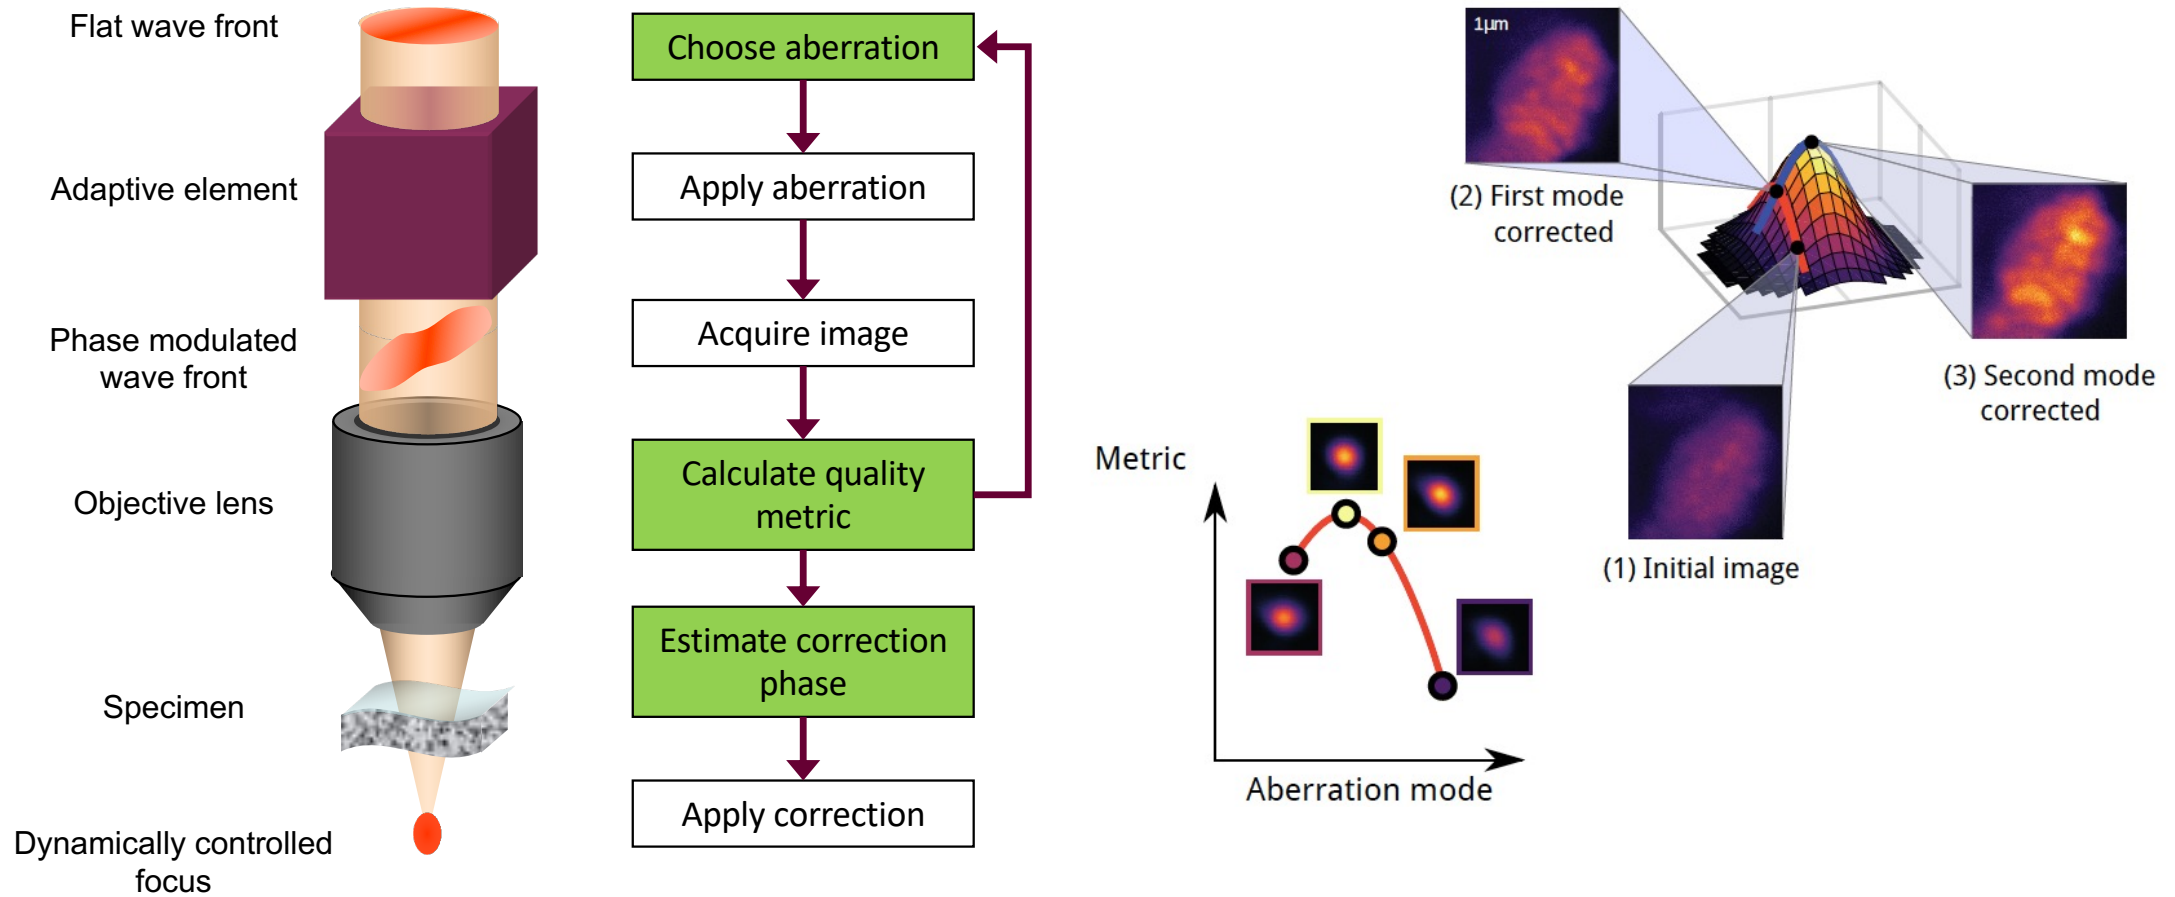 Flat wave front
Adaptive element
Phase modulated
wave front
Objective lens
Specimen
Dynamically controlled
focus
Choose aberration
Apply aberration
Acquire image
Calculate quality
metric
Estimate correction
phase
Apply correction
Metric
Aberration mode
1µm
(2) First mode
corrected
(3) Second mode
corrected
(1) Initial image